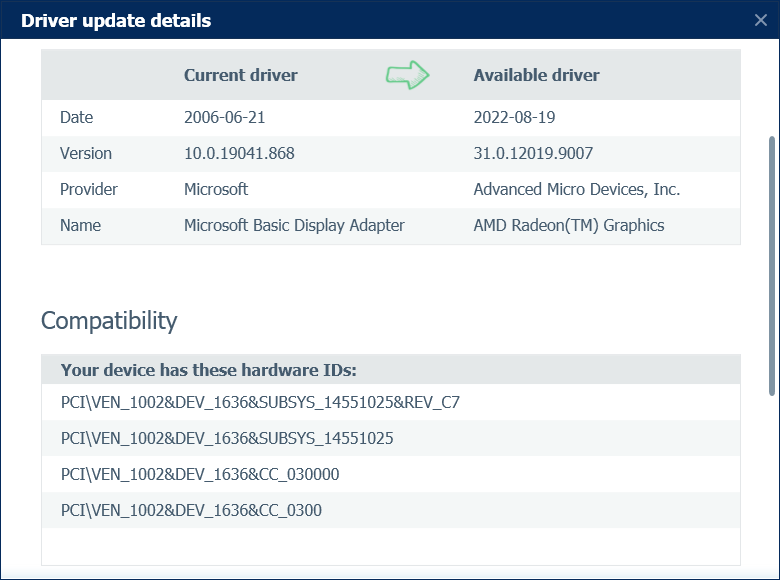 Driver update details
Current driver Available driver
Date 2006-06-21 2022-08-19
Version 10.0.19041.868 31.0.12019.9007
Provider Microsoft Advanced Micro Devices, Inc.
Name Microsoft Basic Display Adapter AMD Radeon(TM) Graphics
Compatibility
Your device has these hardware IDs:
PCI\VEN_1002&DEV_1636&SUBSYS_14551025&REV_C7
PCI\VEN_1002&DEV_1636&SUBSYS_14551025
PCI\VEN_1002&DEV_1636&CC_030000
PCI\VEN_1002&DEV_1636&CC_0300